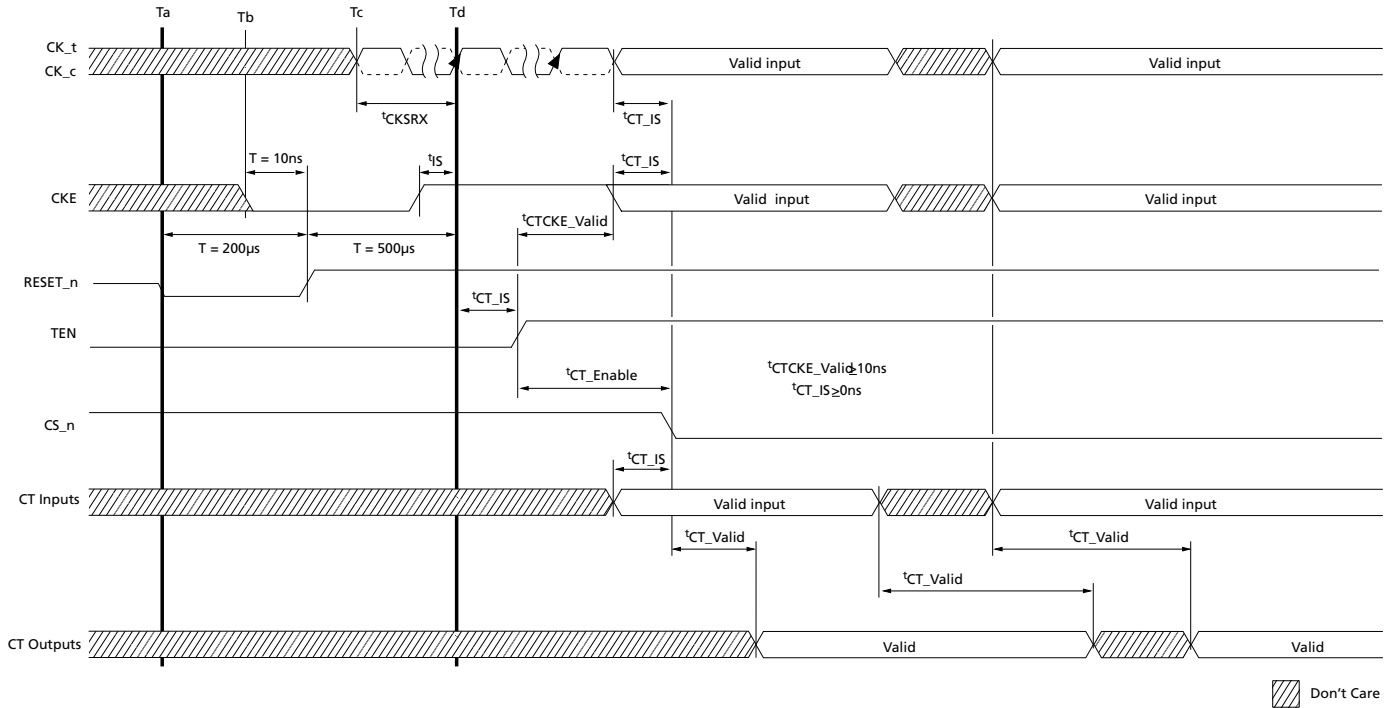 Ta Tb Tc Td
CK_t
CK_c
Valid input Valid input
tCKSRX tCT_IS
T = 10ns tIS tCT_IS
CKE Valid input Valid input
tCTCKE_Valid
T = 200µs T = 500µs
RESET_n
tCT_IS
TEN
tCT_Enable tCTCKE_Valid≥10ns
tCT_IS≥0ns
CS_n
tCT_IS
CT Inputs Valid input Valid input
tCT_Valid tCT_Valid
tCT_Valid
CT Outputs Valid Valid
Don't Care